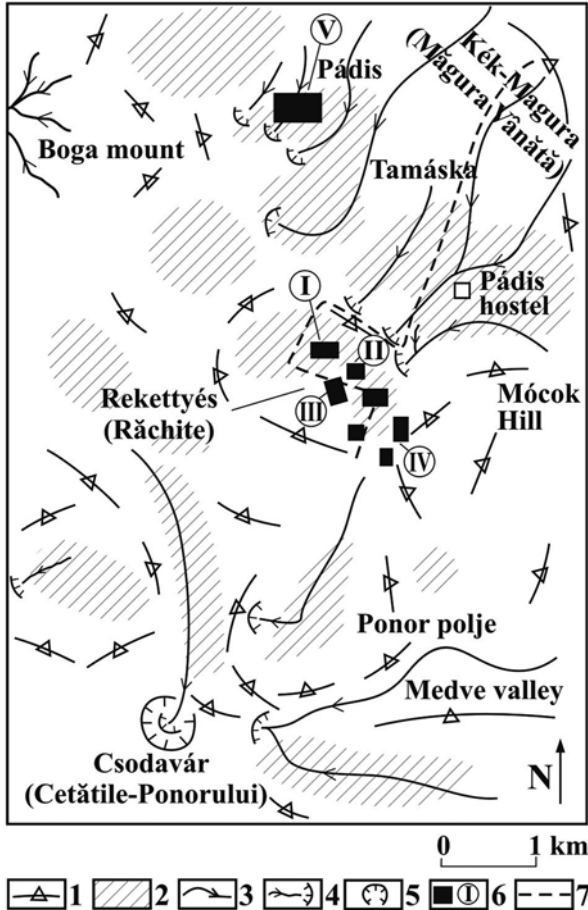 V
Pádis
Kék-Magura
(Măgura Vânătă)
Boga mount
Tamáska
I
Pádis
hostel
II
Rekettyés
(Răchite)
III
Mócok
Hill
IV
Ponor polje
Medve valley
Csodavár
(Cetătile-Ponorului)
N
0 1 km
1 2 3 4 5 I 6 7